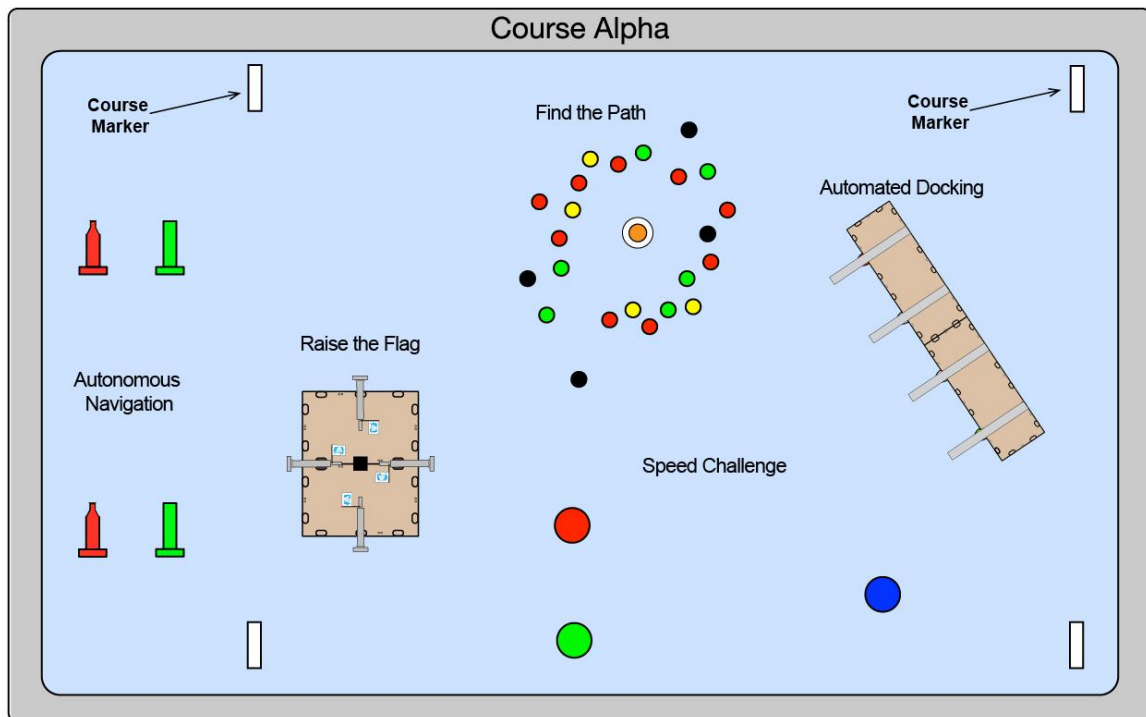 Course Alpha
Course
Marker
Find the Path
Course
Marker
Automated Docking
Raise the Flag
Autonomous
Navigation
Speed Challenge